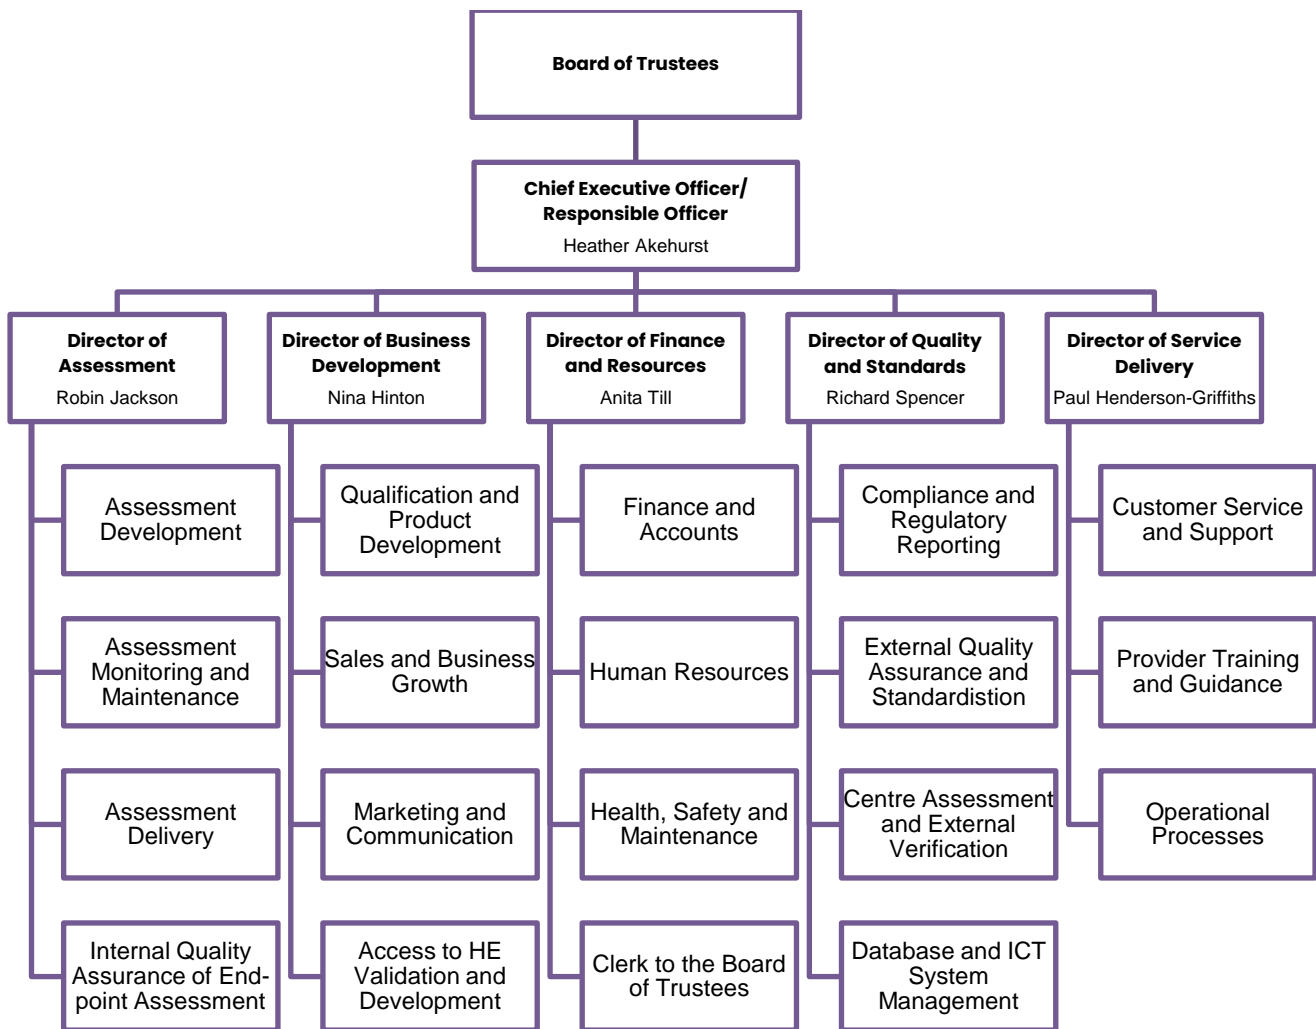 Board of Trustees
Chief Executive Officer/
Responsible Officer
Heather Akehurst
Director of
Assessment
Robin Jackson
Director of Business
Development
Nina Hinton
Director of Finance
and Resources
Anita Till
Director of Quality
and Standards
Richard Spencer
Director of Service
Delivery
Paul Henderson-Griffiths
Assessment
Development
Qualification and
Product
Development
Finance and
Accounts
Compliance and
Regulatory
Reporting
Customer Service
and Support
Assessment
Monitoring and
Maintenance
Sales and Business
Growth
Human Resources
External Quality
Assurance and
Standardistion
Provider Training
and Guidance
Assessment
Delivery
Marketing and
Communication
Health, Safety and
Maintenance
Centre Assessment
and External
Verification
Operational
Processes
Internal Quality
Assurance of End-
point Assessment
Access to HE
Validation and
Development
Clerk to the Board
of Trustees
Database and ICT
System
Management